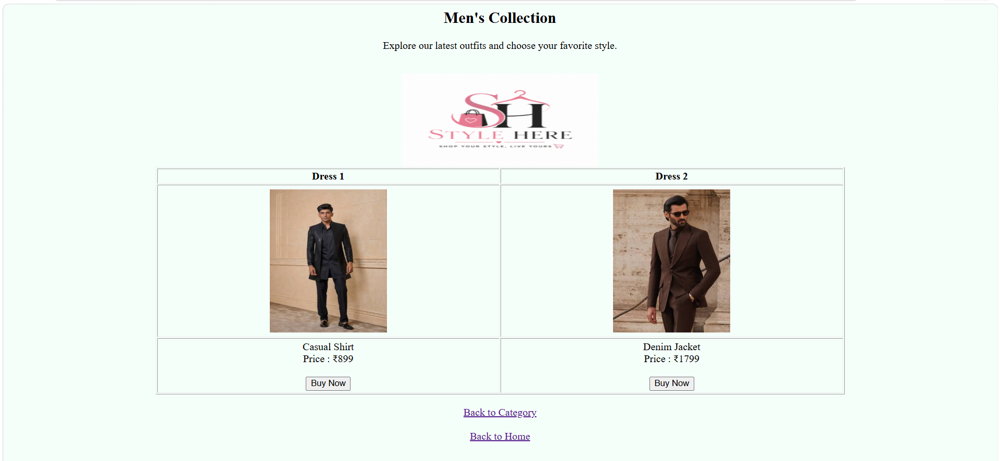 Men's Collection
Explore our latest outfits and choose your favorite style.
SH
STYLE HERE
SHOP YOUR STYLE, LIVE YOURS
Dress 1
Dress 2
Casual Shirt
Price : ₹899
Buy Now
Denim Jacket
Price : ₹1799
Buy Now
Back to Category
Back to Home